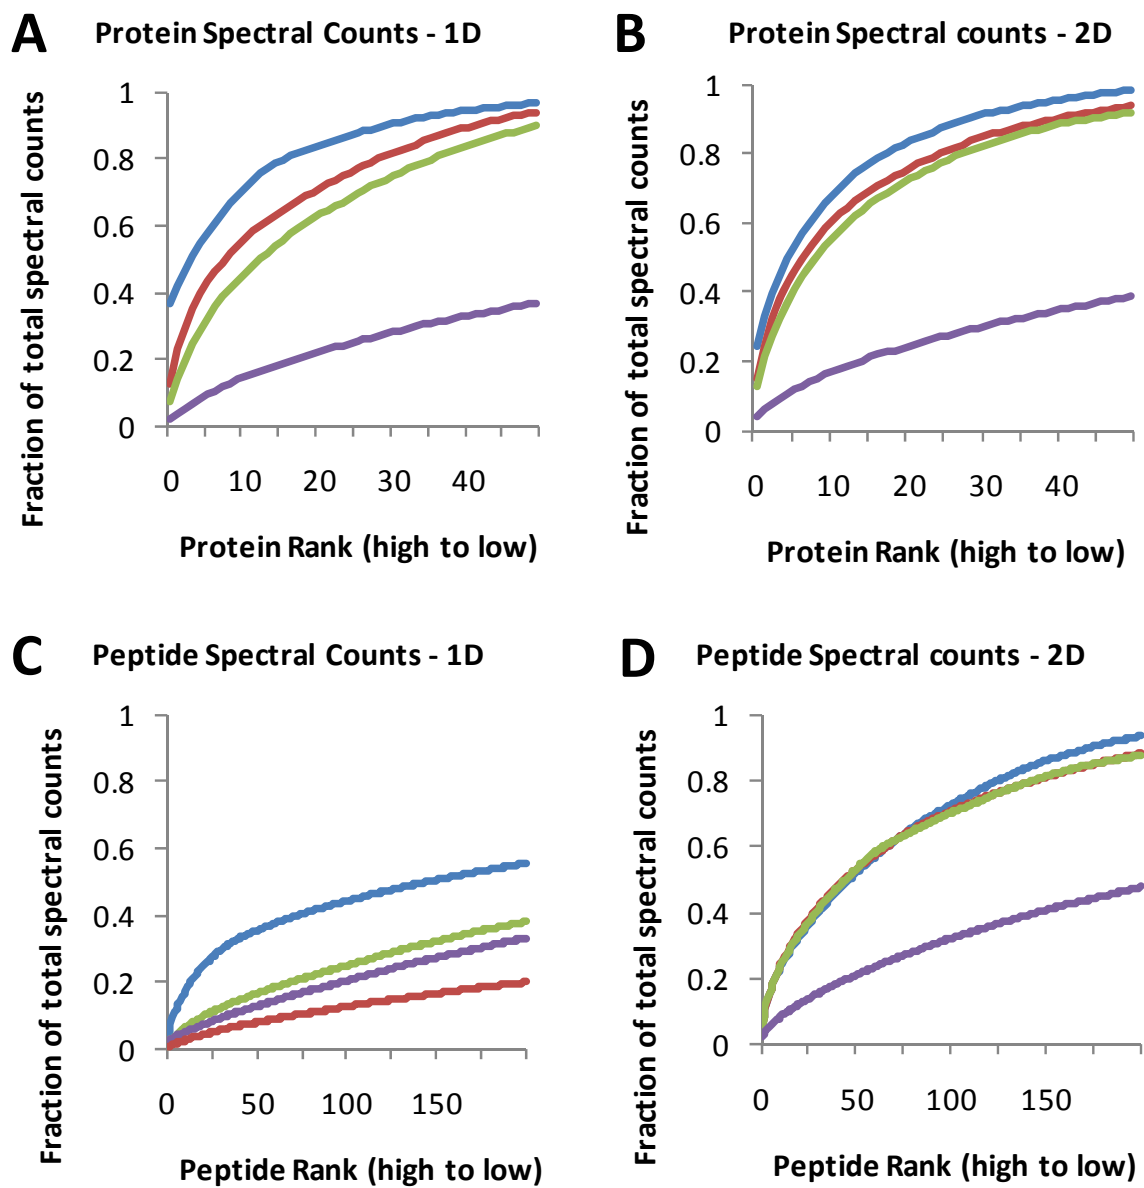 A
Protein Spectral Counts - 1D
Fraction of total spectral counts
1
0.8
0.6
0.4
0.2
0
0 10 20 30 40
Protein Rank (high to low)
B
Protein Spectral counts - 2D
Fraction of total spectral counts
1
0.8
0.6
0.4
0.2
0
0 10 20 30 40
Protein Rank (high to low)
C
Peptide Spectral Counts - 1D
Fraction of total spectral counts
1
0.8
0.6
0.4
0.2
0
0 50 100 150
Peptide Rank (high to low)
D
Peptide Spectral counts - 2D
Fraction of total spectral counts
1
0.8
0.6
0.4
0.2
0
0 50 100 150
Peptide Rank (high to low)